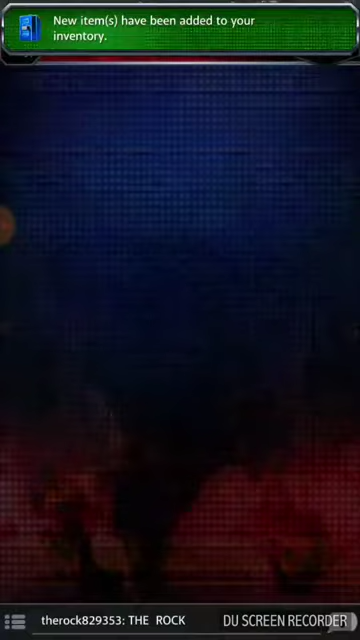 New item(s) have been added to your
inventory.
therock829353: THE ROCK
DU SCREEN RECORDER